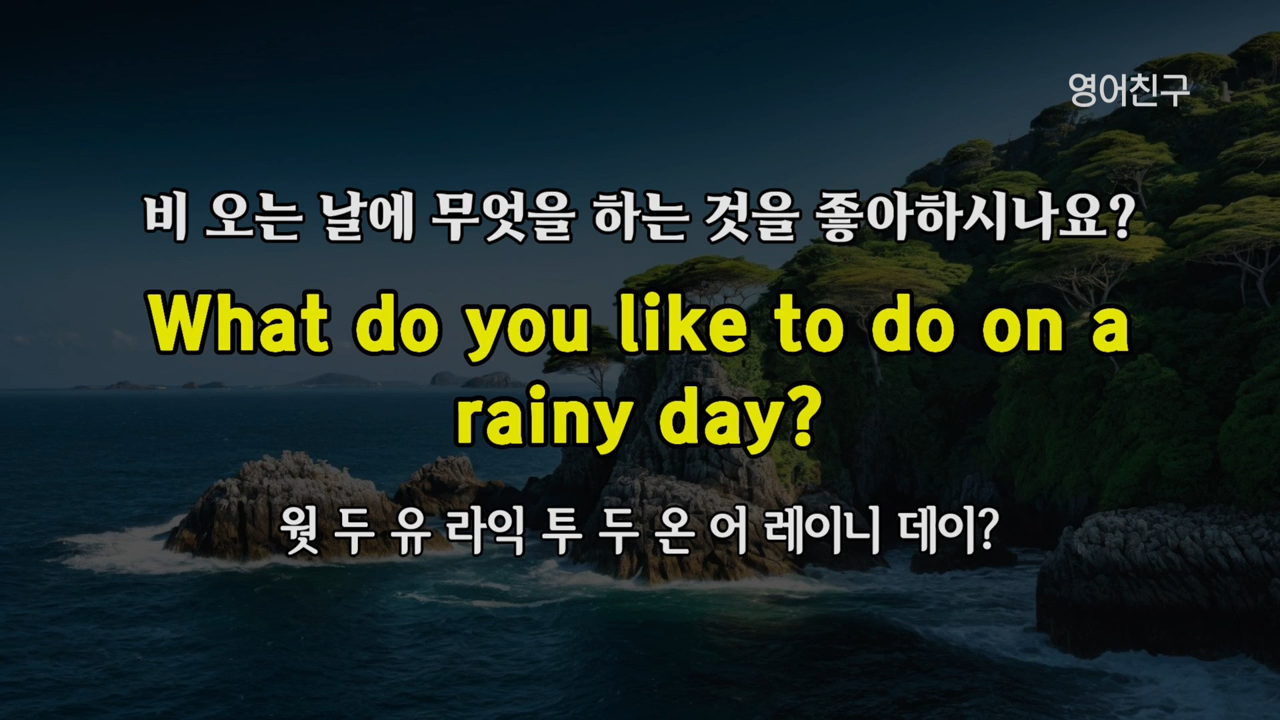 영어친구
비 오는 날에 무엇을 하는 것을 좋아하시나요?
What do you like to do on a
rainy day?
웟 두 유 라익 투 두 온 어 레이니 데이?